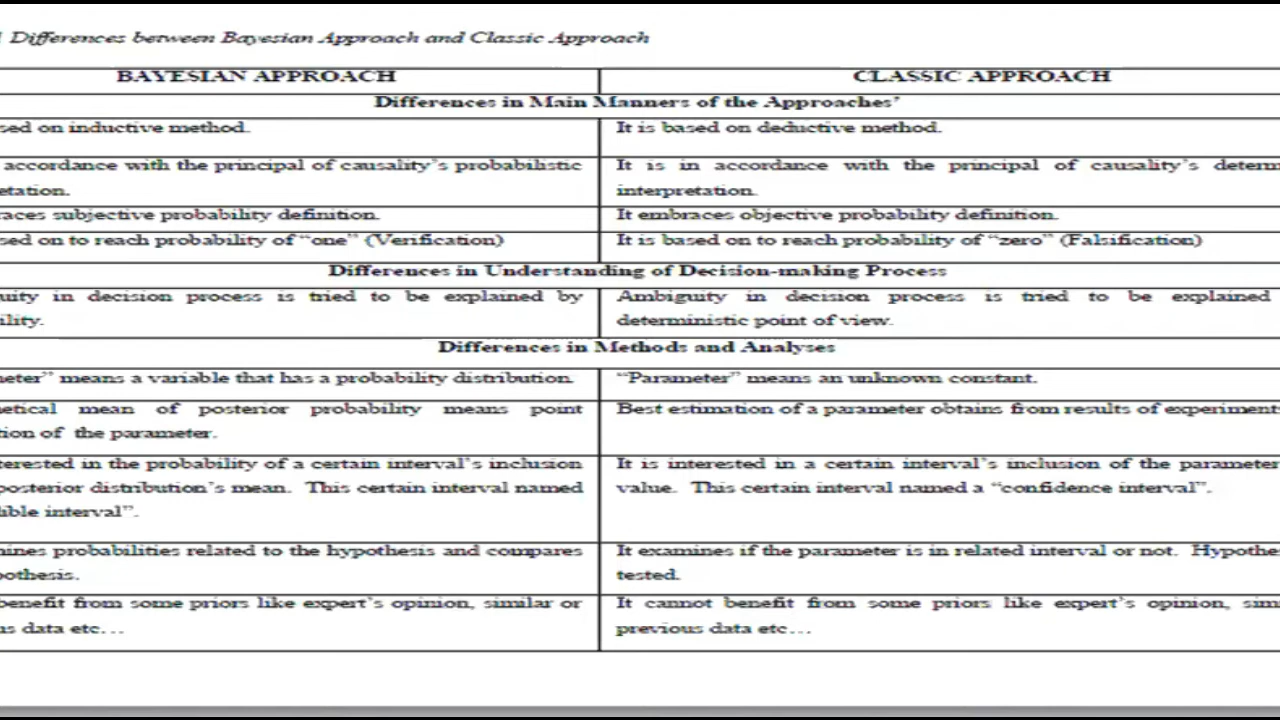 Differences between Bayesian Approach and Classic Approach
BAYESIAN APPROACH CLASSIC APPROACH
Differences in Main Manners of the Approaches’
sed on inductive method. It is based on deductive method.
accordance with the principal of causality’s probabilistic It is in accordance with the principal of causality’s determ
etation. interpretation.
races subjective probability definition. It embraces objective probability definition.
sed on to reach probability of “one” (Verification) It is based on to reach probability of “zero” (Falsification)
Differences in Understanding of Decision-making Process
uity in decision process is tried to be explained by Ambiguity in decision process is tried to be explained
ility. deterministic point of view.
Differences in Methods and Analyses
neter” means a variable that has a probability distribution. “Parameter” means an unknown constant.
netical mean of posterior probability means point Best estimation of a parameter obtains from results of experiment
tion of the parameter.
terested in the probability of a certain interval’s inclusion It is interested in a certain interval’s inclusion of the parameter
posterior distribution’s mean. This certain interval named value. This certain interval named a “confidence interval”.
ible interval”.
nines probabilities related to the hypothesis and compares It examines if the parameter is in related interval or not. Hypothe
pothesis. tested.
benefit from some priors like expert’s opinion, similar or It cannot benefit from some priors like expert’s opinion, sim
us data etc… previous data etc…